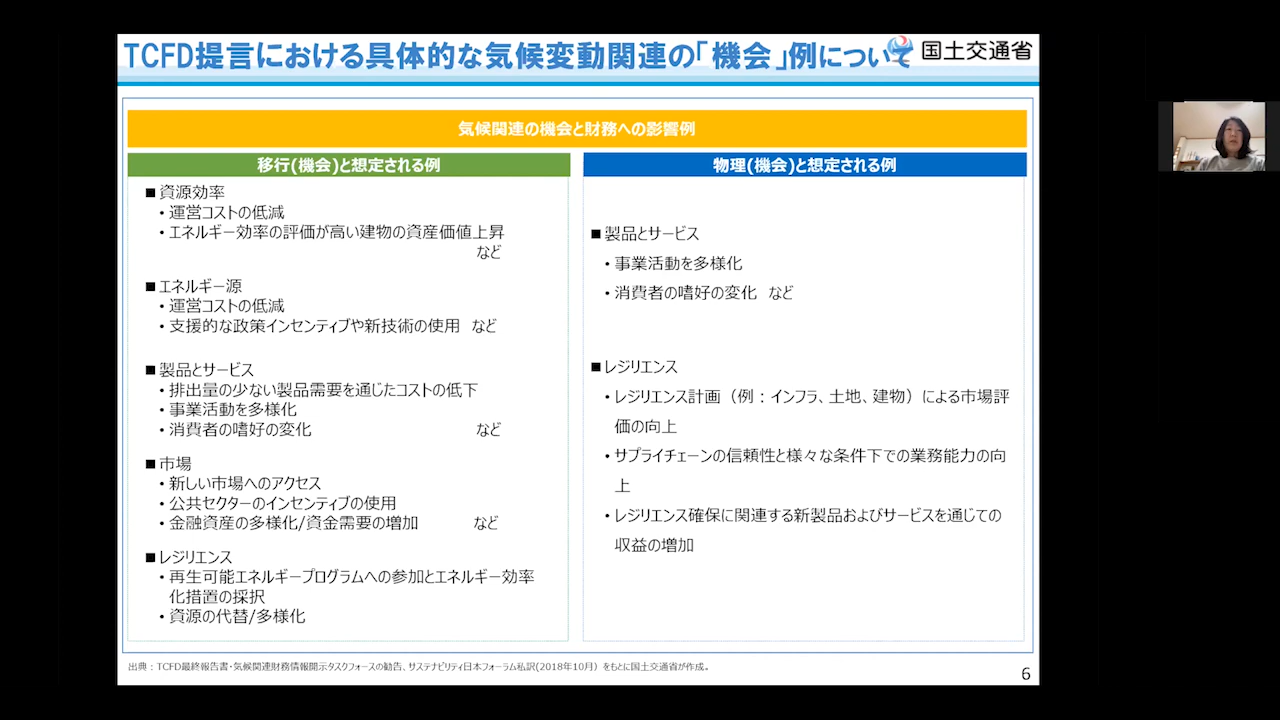 TCFD提言における具体的な気候変動関連の「機会」例について
国土交通省
気候関連の機会と財務への影響例
移行(機会)と想定される例
■資源効率
・運営コストの低減
・エネルギー効率の評価が高い建物の資産価値上昇
など
■エネルギー源
・運営コストの低減
・支援的な政策インセンティブや新技術の使用 など
■製品とサービス
・排出量の少ない製品需要を通じたコストの低下
・事業活動を多様化
・消費者の嗜好の変化 など
■市場
・新しい市場へのアクセス
・公共セクターのインセンティブの使用
・金融資産の多様化/資金需要の増加 など
■レジリエンス
・再生可能エネルギープログラムへの参加とエネルギー効率
化措置の採択
・資源の代替/多様化
物理(機会)と想定される例
■製品とサービス
・事業活動を多様化
・消費者の嗜好の変化 など
■レジリエンス
・レジリエンス計画（例：インフラ、土地、建物）による市場評
価の向上
・サプライチェーンの信頼性と様々な条件下での業務能力の向
上
・レジリエンス確保に関連する新製品およびサービスを通じての
収益の増加
出典：TCFD最終報告書・気候関連財務情報開示タスクフォースの勧告、サステナビリティ日本フォーラム私訳(2018年10月）をもとに国土交通省が作成。
6